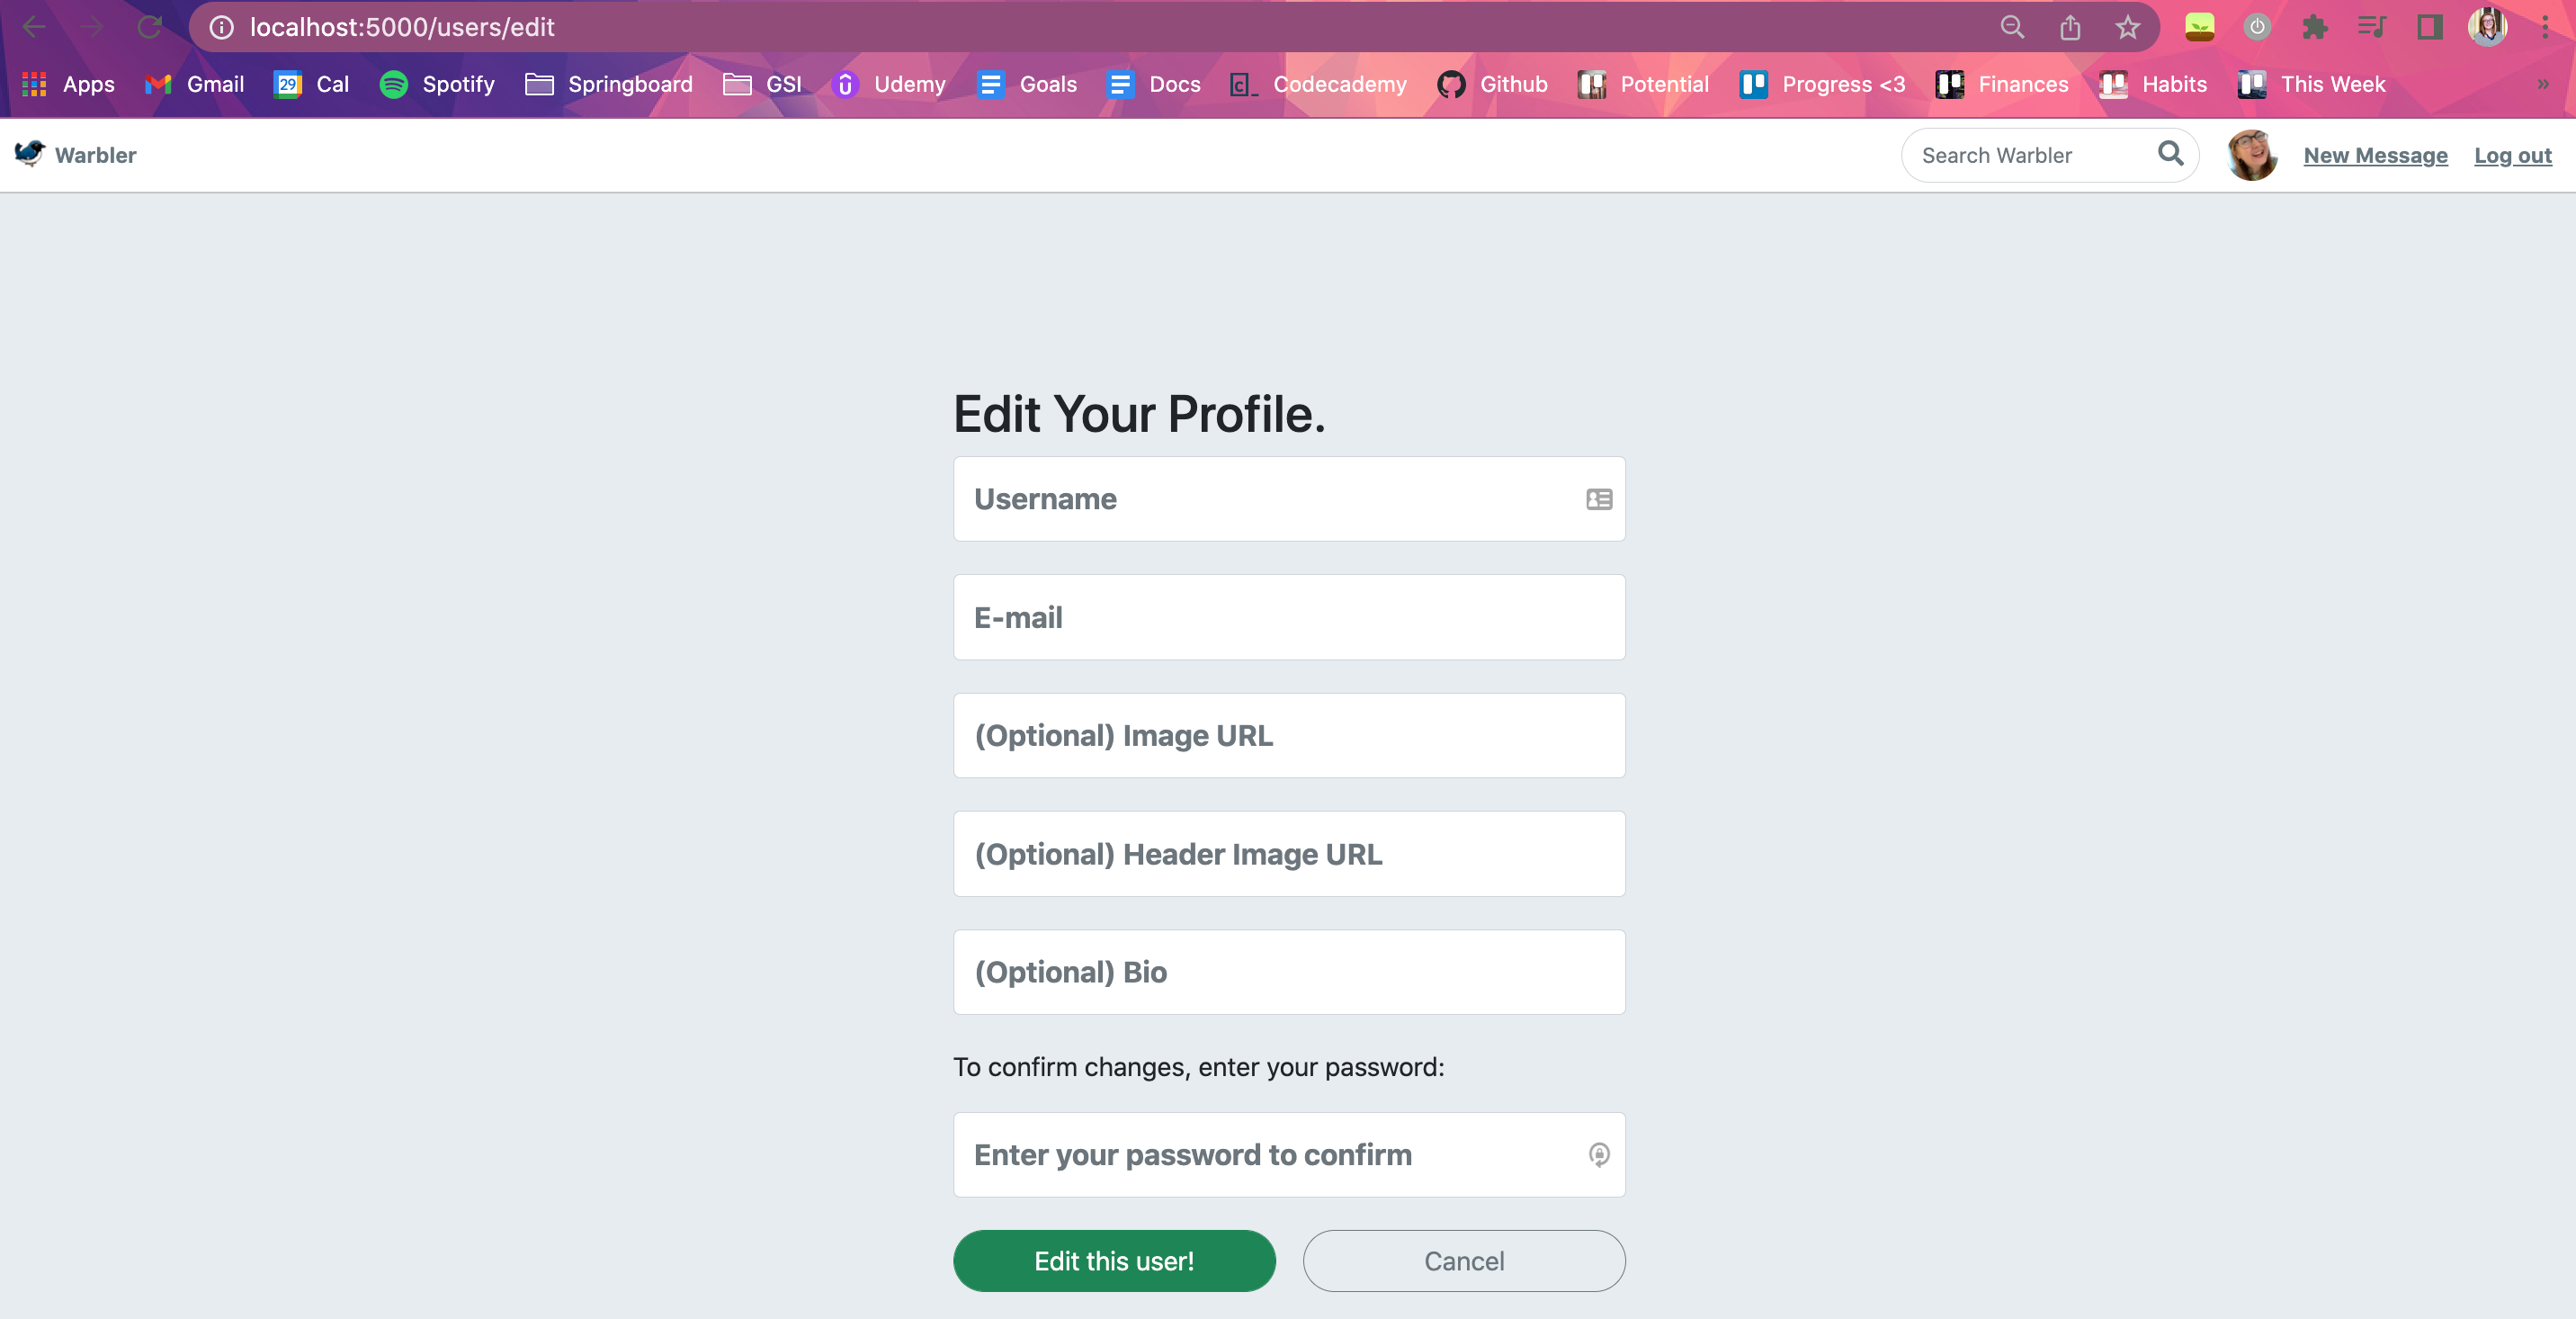 localhost:5000/users/edit
Apps Gmail 29 Cal Spotify Springboard GSI Udemy Goals Docs Codecademy Github Potential Progress <3 Finances Habits This Week »
Warbler Search Warbler New Message Log out
Edit Your Profile.
Username
E-mail
(Optional) Image URL
(Optional) Header Image URL
(Optional) Bio
To confirm changes, enter your password:
Enter your password to confirm
Edit this user! Cancel